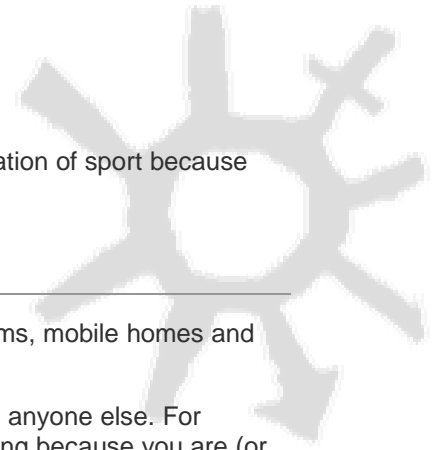 ation of sport because
ms, mobile homes and
anyone else. For
ng because you are (or